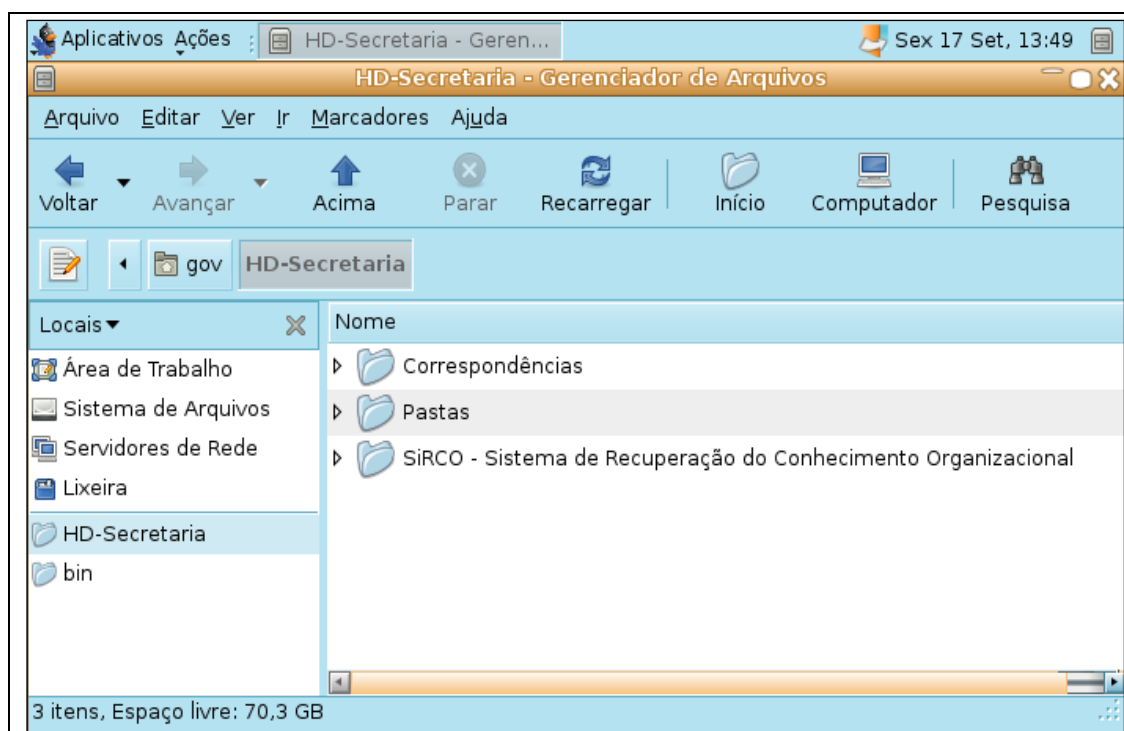 Aplicativos Ações HD-Secretaria - Geren... Sex 17 Set, 13:49
HD-Secretaria - Gerenciador de Arquivos
Arquivo Editar Ver Ir Marcadores Ajuda
Voltar Avançar Acima Parar Recarregar Início Computador Pesquisa
gov HD-Secretaria
Locais Nome
Área de Trabalho Correspondências
Sistema de Arquivos Pastas
Servidores de Rede SiRCO - Sistema de Recuperação do Conhecimento Organizacional
Lixeira
HD-Secretaria
bin
3 itens, Espaço livre: 70,3 GB